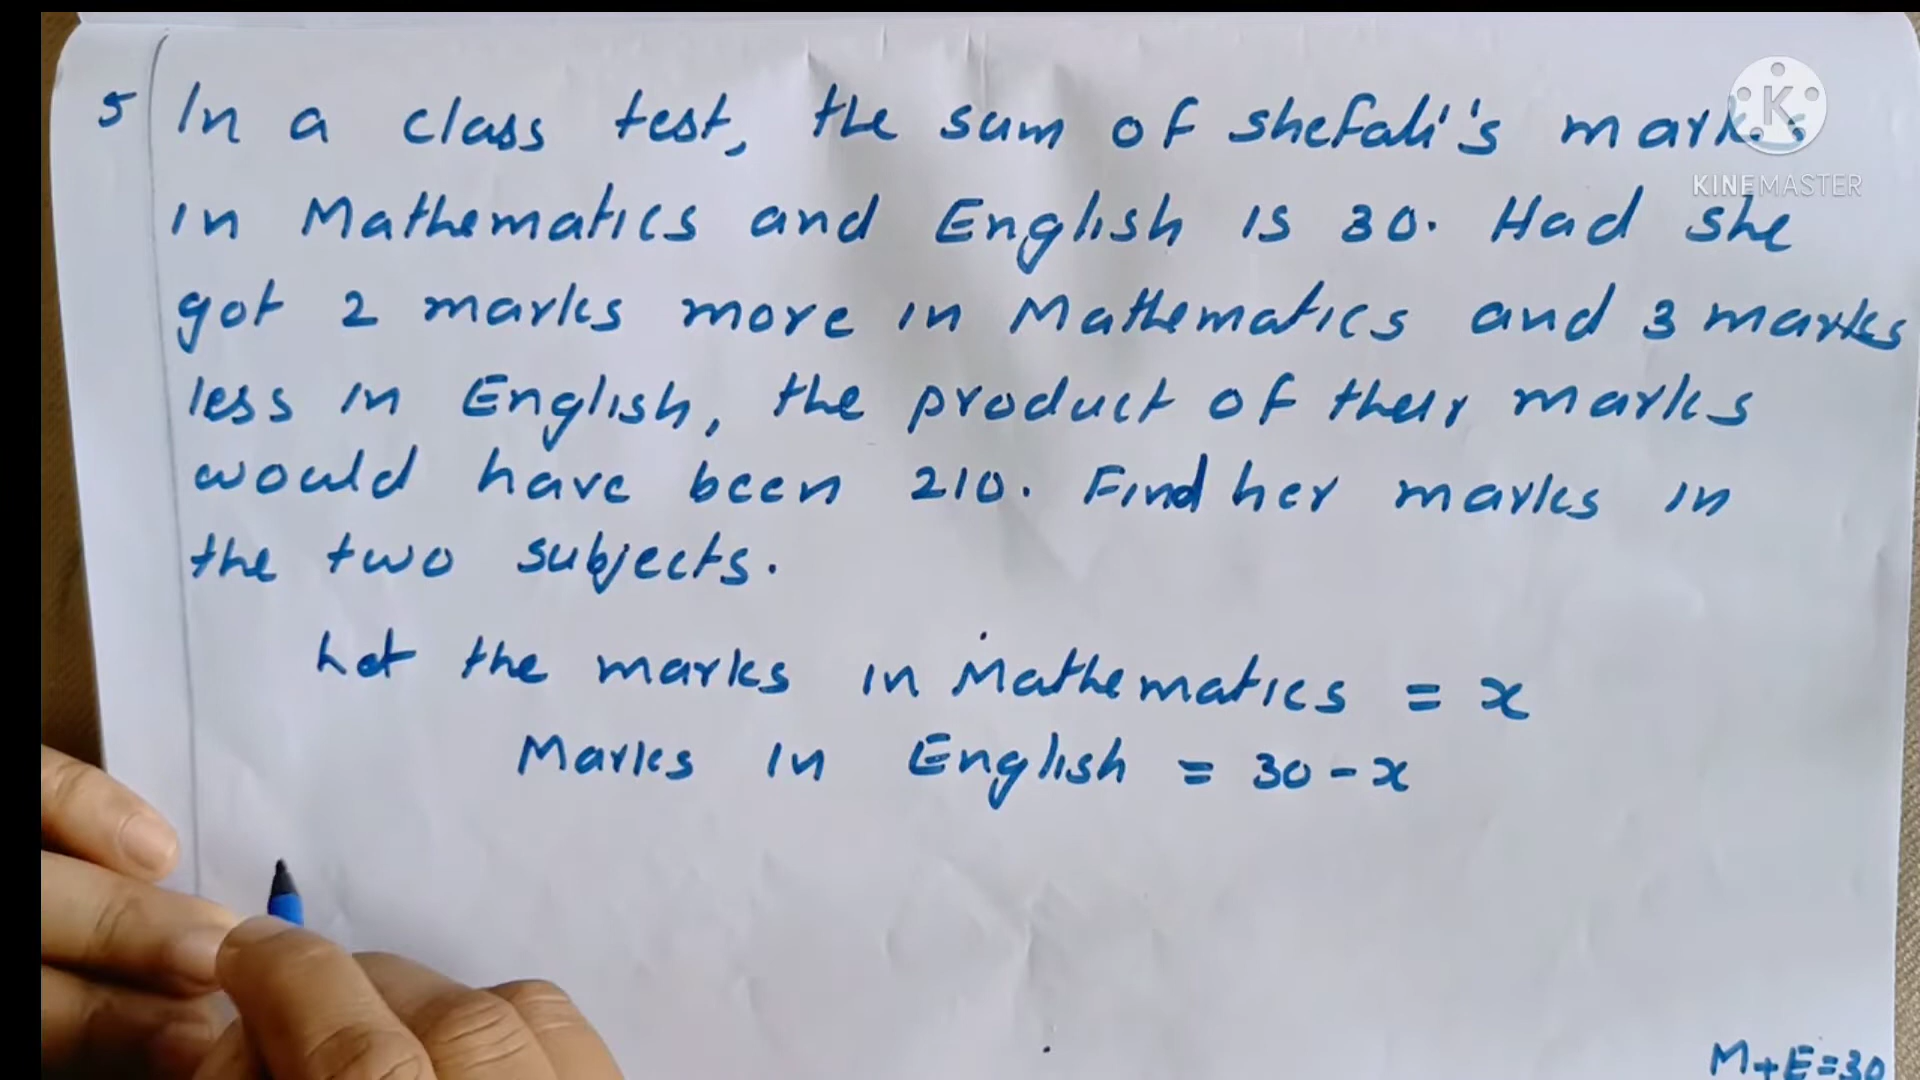 5 In a class test, the sum of shefali's marks
in Mathematics and English is 30. Had she
got 2 marks more in Mathematics and 3 marks
less in English, the product of their marks
would have been 210. Find her marks in
the two subjects.
Let the marks in Mathematics = x
Marks in English = 30 - x
M+E=30
K
KINEMASTER